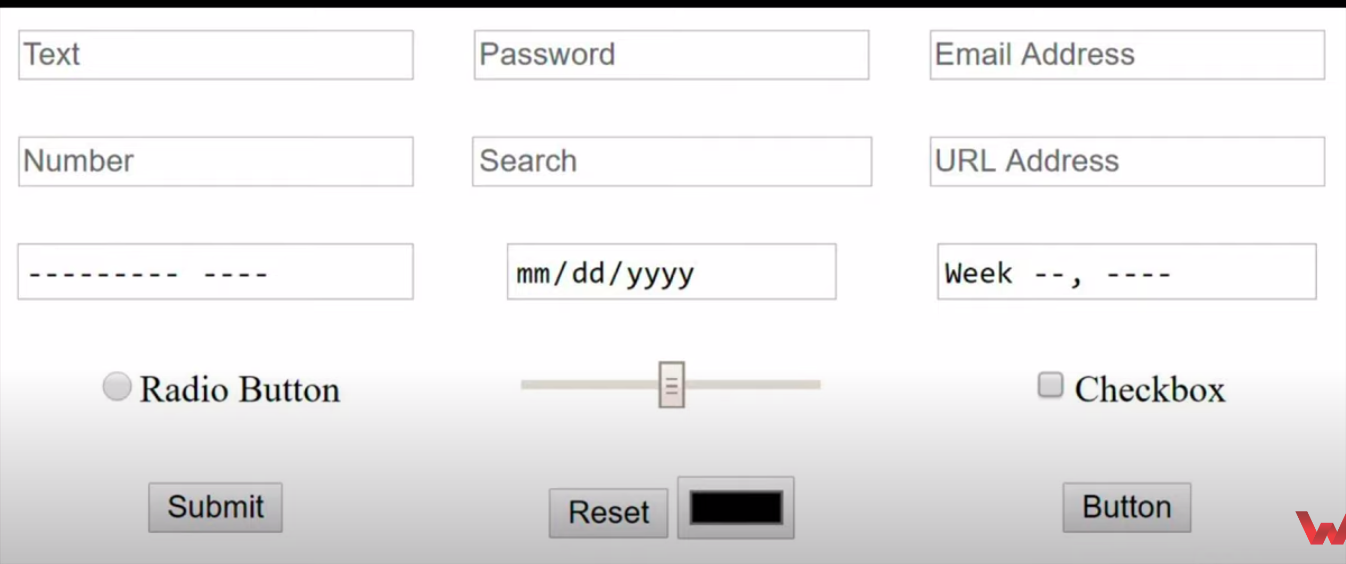 Text
Password
Email Address
Number
Search
URL Address
--------- ----
mm/dd/yyyy
Week --, ----
Radio Button
Checkbox
Submit
Reset
Button